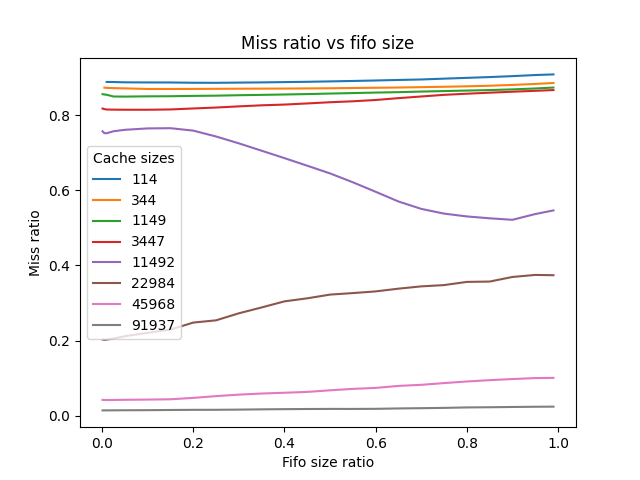 Miss ratio vs fifo size
0.8
0.6
0.4
0.2
0.0
Miss ratio
Cache sizes
114
344
1149
3447
11492
22984
45968
91937
0.0 0.2 0.4 0.6 0.8 1.0
Fifo size ratio